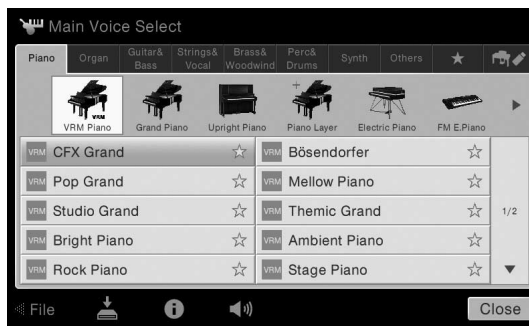 Main Voice Select
Piano
Organ
Guitar& Bass
Strings& Vocal
Brass& Woodwind
Perc& Drums
Synth
Others
VRM
VRM Piano
Grand Piano
Upright Piano
Piano Layer
Electric Piano
FM E.Piano
VRM CFX Grand
VRM Bösendorfer
VRM Pop Grand
VRM Mellow Piano
VRM Studio Grand
VRM Themic Grand
1/2
VRM Bright Piano
VRM Ambient Piano
VRM Rock Piano
VRM Stage Piano
File
Close